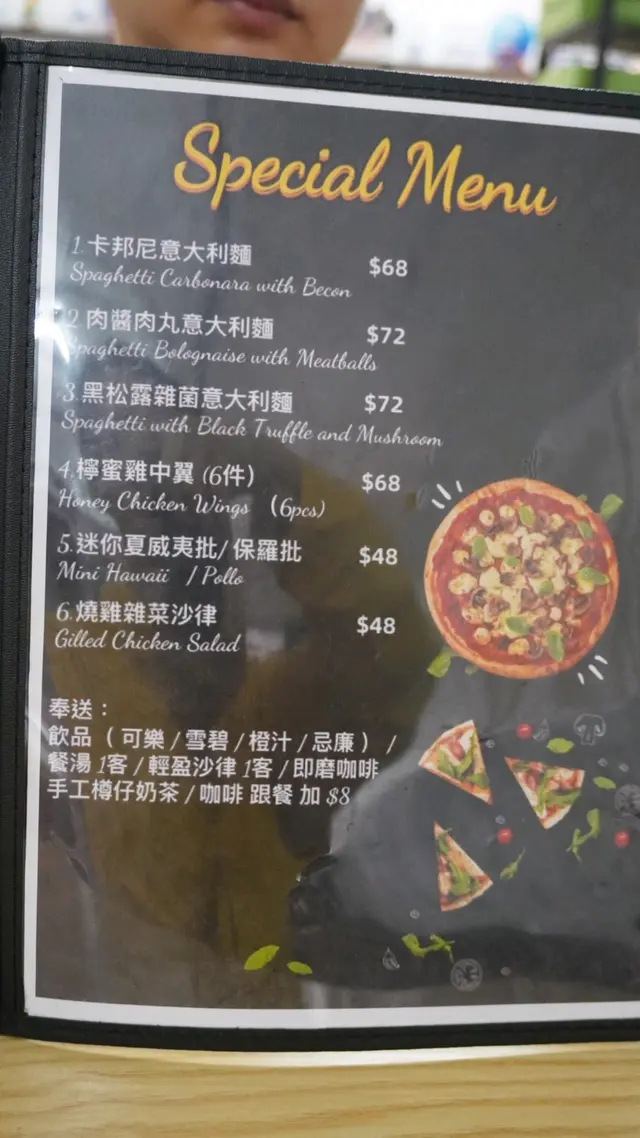 Special Menu
1.卡邦尼意大利麵 $68
Spaghetti Carbonara with Becon
2 肉醬肉丸意大利麵 $72
Spaghetti Bolognaise with Meatballs
3.黑松露雜菌意大利麵 $72
Spaghetti with Black Truffle and Mushroom
4.檸蜜雞中翼 (6件) $68
Honey Chicken Wings (6pcs)
5.迷你夏威夷批/保羅批 $48
Mini Hawaii / Pollo
6.燒雞雜菜沙律 $48
Gilled Chicken Salad
奉送：
飲品（可樂/雪碧/橙汁/忌廉）/
餐湯1客/輕盈沙律1客/即磨咖啡
手工樽仔奶茶/咖啡 跟餐 加 $8